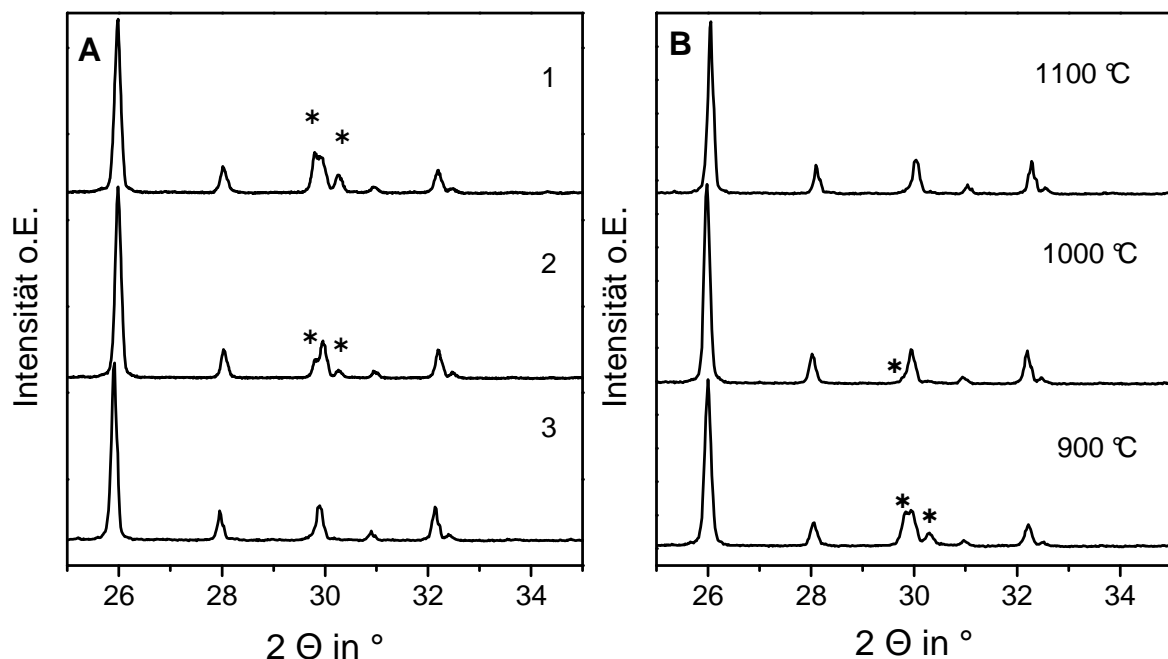 A
1
*
*
2
*
*
3
26
28
30
32
34
2 Θ in °
Intensität o.E.
B
1100 °C
1000 °C
*
900 °C
*
*
26
28
30
32
34
2 Θ in °
Intensität o.E.